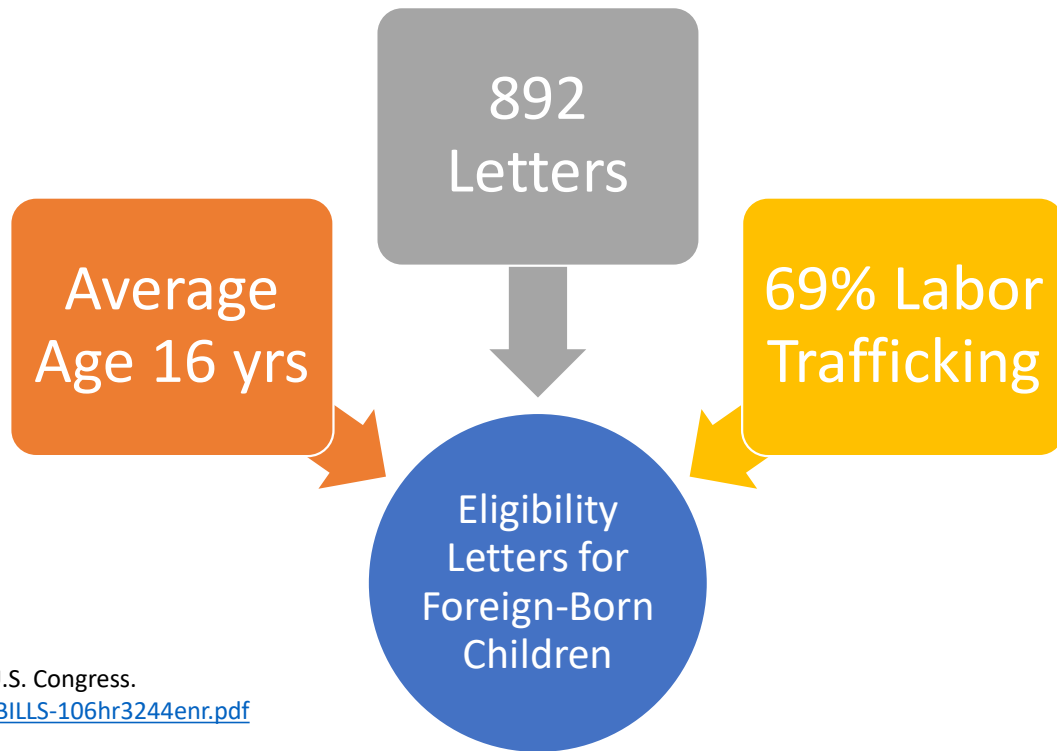 892
Letters
Average
Age 16 yrs
69% Labor
Trafficking
Eligibility
Letters for
Foreign-Born
Children
.S. Congress.
BILLS-106hr3244enr.pdf